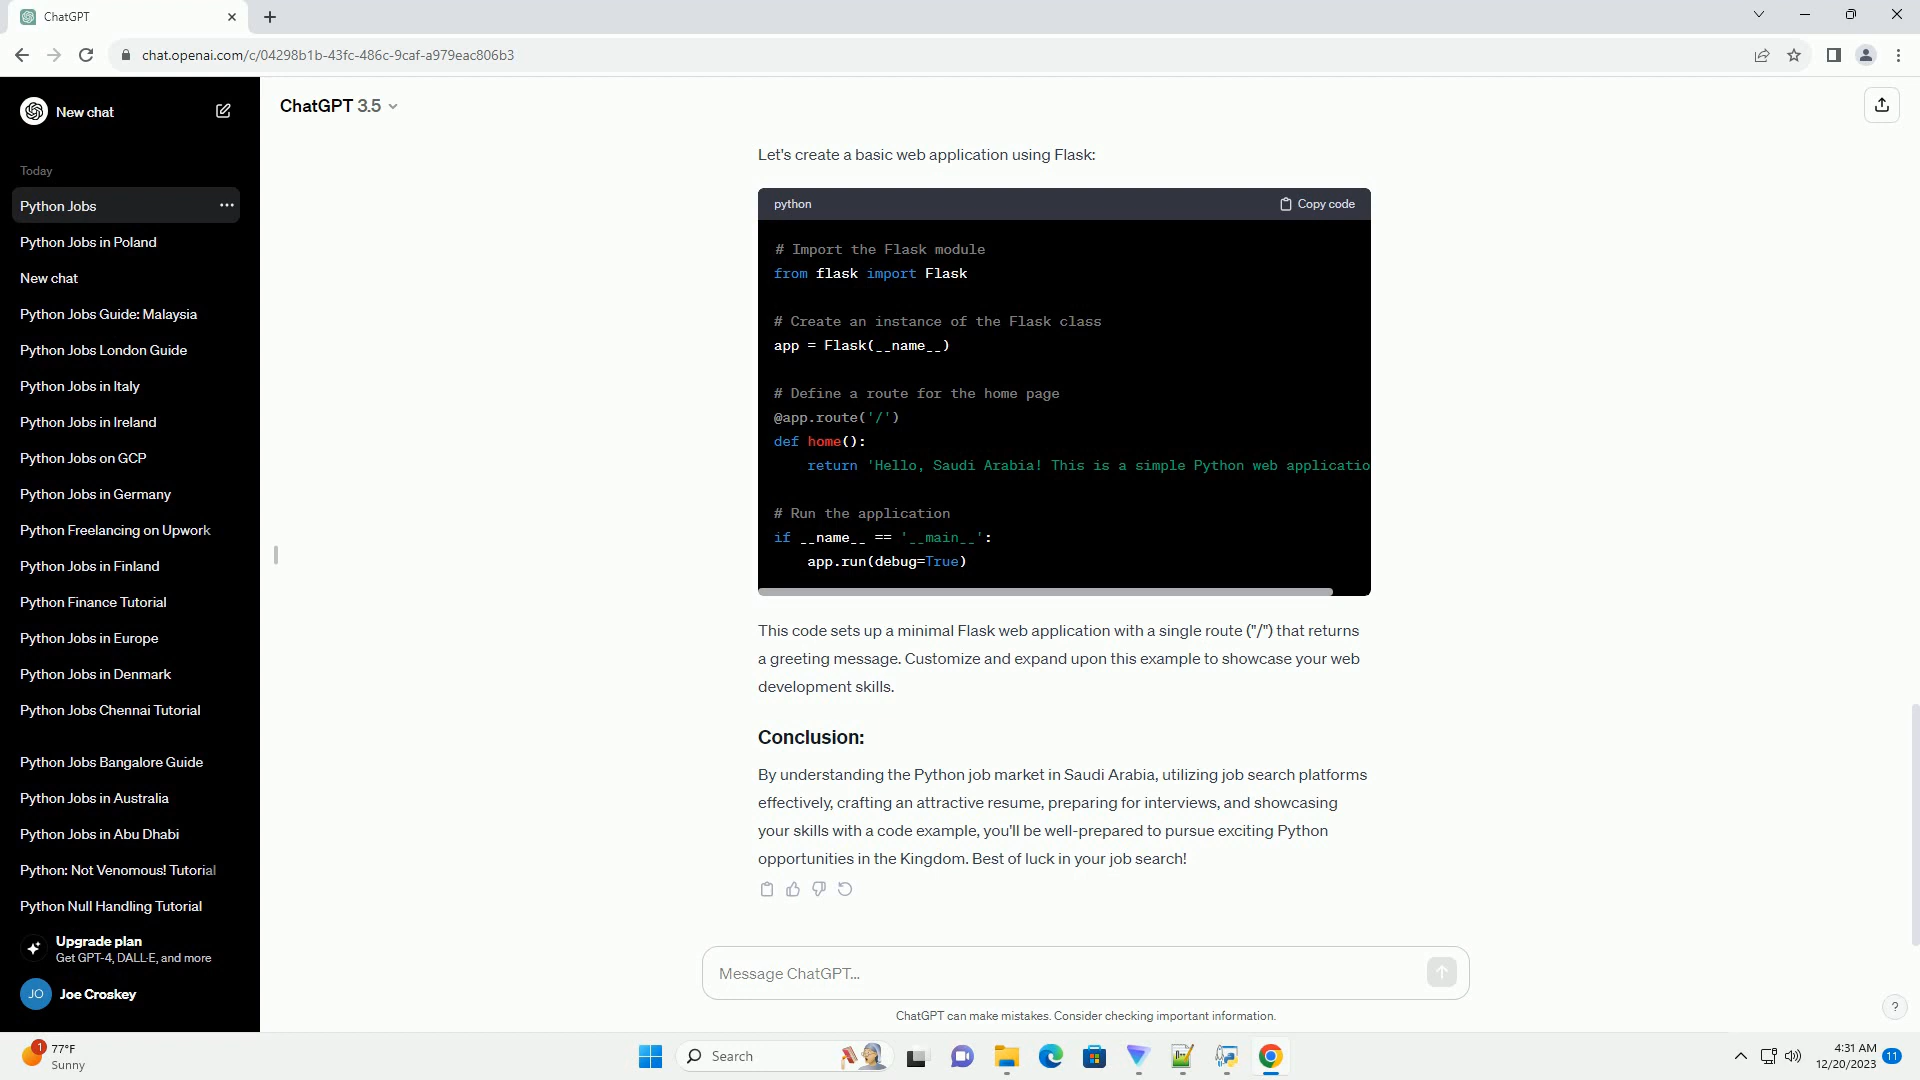 ChatGPT
chat.openai.com/c/04298b1b-43fc-486c-9caf-a979eac806b3
New chat
Today
Python Jobs
Python Jobs in Poland
New chat
Python Jobs Guide: Malaysia
Python Jobs London Guide
Python Jobs in Italy
Python Jobs in Ireland
Python Jobs on GCP
Python Jobs in Germany
Python Freelancing on Upwork
Python Jobs in Finland
Python Finance Tutorial
Python Jobs in Europe
Python Jobs in Denmark
Python Jobs Chennai Tutorial
Python Jobs Bangalore Guide
Python Jobs in Australia
Python Jobs in Abu Dhabi
Python: Not Venomous! Tutorial
Python Null Handling Tutorial
Upgrade plan
Get GPT-4, DALL·E, and more
JO Joe Croskey
ChatGPT 3.5
Let's create a basic web application using Flask:
python Copy code
# Import the Flask module
from flask import Flask
# Create an instance of the Flask class
app = Flask(__name__)
# Define a route for the home page
@app.route('/')
def home():
return 'Hello, Saudi Arabia! This is a simple Python web applicatio
# Run the application
if __name__ == '__main__':
app.run(debug=True)
This code sets up a minimal Flask web application with a single route ("/") that returns
a greeting message. Customize and expand upon this example to showcase your web
development skills.
Conclusion:
By understanding the Python job market in Saudi Arabia, utilizing job search platforms
effectively, crafting an attractive resume, preparing for interviews, and showcasing
your skills with a code example, you'll be well-prepared to pursue exciting Python
opportunities in the Kingdom. Best of luck in your job search!
Message ChatGPT...
ChatGPT can make mistakes. Consider checking important information.
?
1
77°F
Sunny
Search
4:31 AM
12/20/2023
11